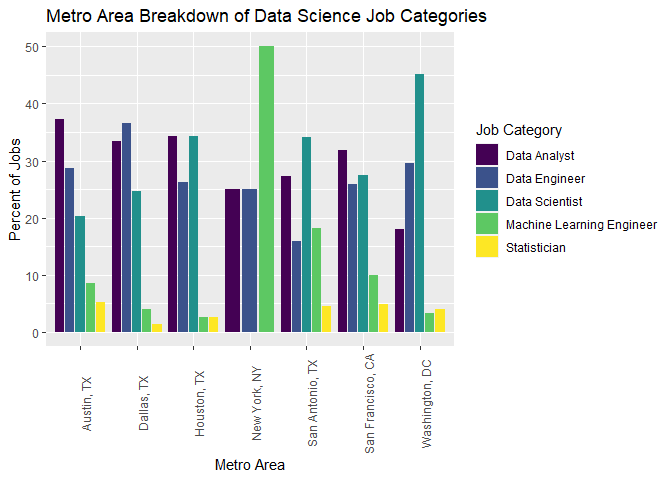 Metro Area Breakdown of Data Science Job Categories
50
40
30
20
10
0
Percent of Jobs
Austin, TX
Dallas, TX
Houston, TX
New York, NY
San Antonio, TX
San Francisco, CA
Washington, DC
Metro Area
Job Category
Data Analyst
Data Engineer
Data Scientist
Machine Learning Engineer
Statistician